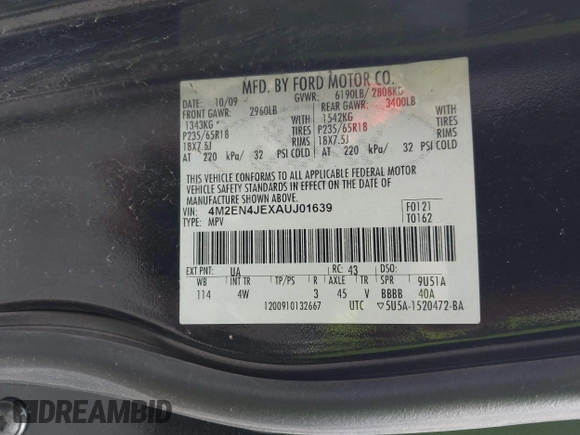 MFD. BY FORD MOTOR CO.
DATE: 10/09 GVWR: 6190LB/ 2808KG
FRONT GAWR: 2960LB REAR GAWR: 3400LB
1343KG WITH 1542KG WITH
P235/65R18 TIRES P235/65R18 TIRES
18X7.5J RIMS 18X7.5J RIMS
AT 220 kPa/ 32 PSI COLD AT 220 kPa/ 32 PSI COLD
THIS VEHICLE CONFORMS TO ALL APPLICABLE FEDERAL MOTOR
VEHICLE SAFETY STANDARDS IN EFFECT ON THE DATE OF
MANUFACTURE SHOWN ABOVE.
VIN: 4M2EN4JEXAUJ01639 F0121
TYPE: MPV T0162
EXT PNT: UA RC: 43 DSO:
WB INT TR TP/PS R AXLE TR SPR 9U51A
114 4W 3 45 V BBBB 40A
1200910132667 UTC ▽5U5A-1520472-BA
DREAMBID